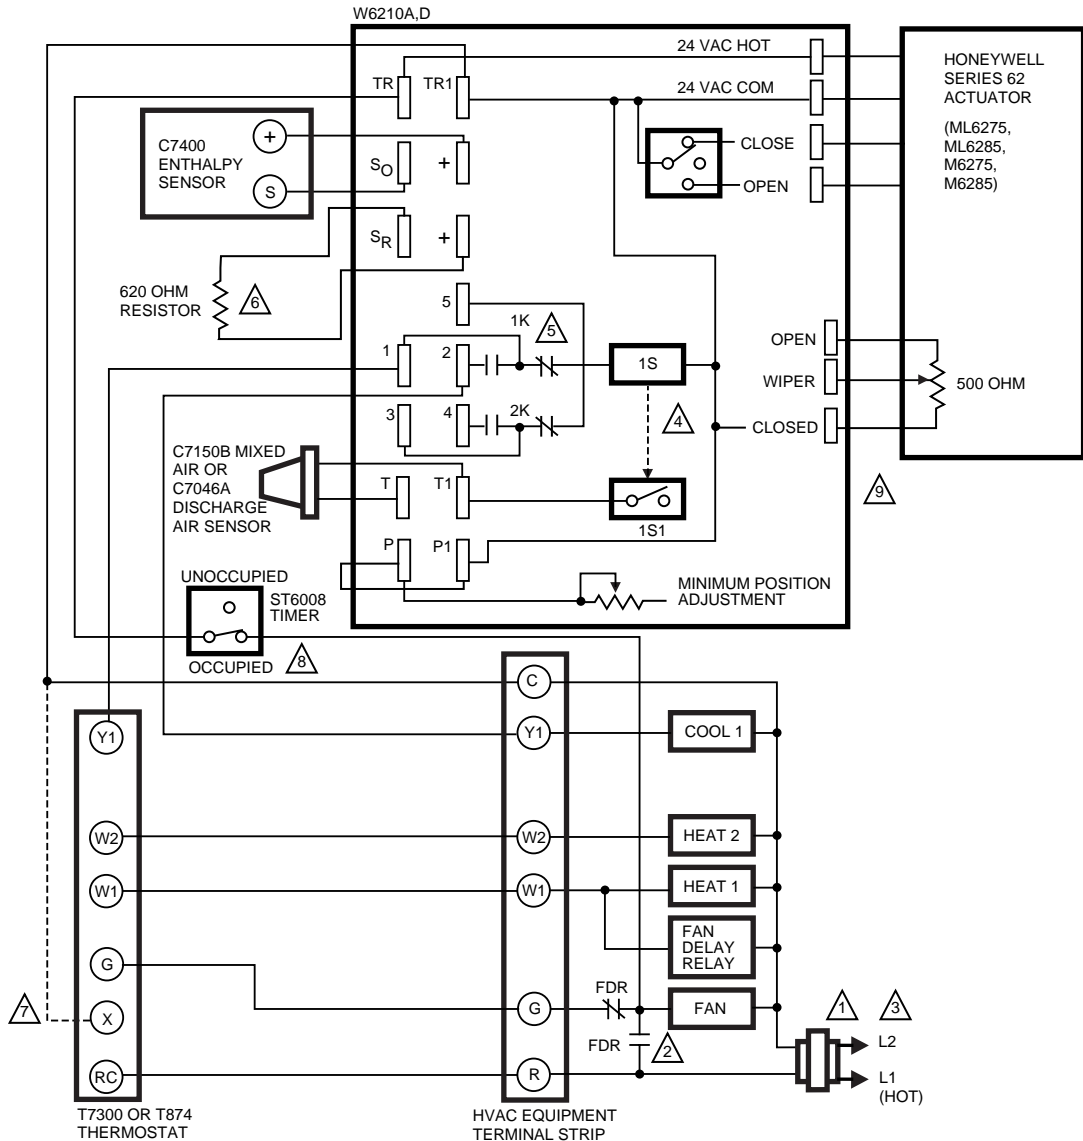 W6210A,D
24 VAC HOT
HONEYWELL
SERIES 62
ACTUATOR
(ML6275,
ML6285,
M6275,
M6285)
TR
TR1
24 VAC COM
C7400
ENTHALPY
SENSOR
+
S
SO
+
CLOSE
OPEN
SR
+
620 OHM
RESISTOR
6
5
1K
5
1
2
1S
OPEN
WIPER
500 OHM
3
4
2K
4
CLOSED
C7150B MIXED
AIR OR
C7046A
DISCHARGE
AIR SENSOR
T
T1
9
1S1
P
P1
MINIMUM POSITION
ADJUSTMENT
UNOCCUPIED
ST6008
TIMER
OCCUPIED
8
C
Y1
Y1
COOL 1
W2
W2
HEAT 2
W1
W1
HEAT 1
FAN
DELAY
RELAY
G
FDR
G
FAN
7
X
FDR
2
1
3
L2
RC
R
L1
(HOT)
T7300 OR T874
THERMOSTAT
HVAC EQUIPMENT
TERMINAL STRIP